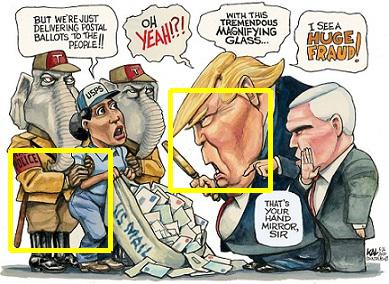 BUT WE'RE JUST
DELIVERING POSTAL
BALLOTS TO THE
PEOPLE!!
OH
YEAH!?!
WITH THIS
TREMENDOUS
MAGNIFYING
GLASS...
I SEE A
HUGE
FRAUD!
T
T
USPS
POLICE
US MAIL
THAT'S
YOUR
HAND
MIRROR,
SIR
KAL